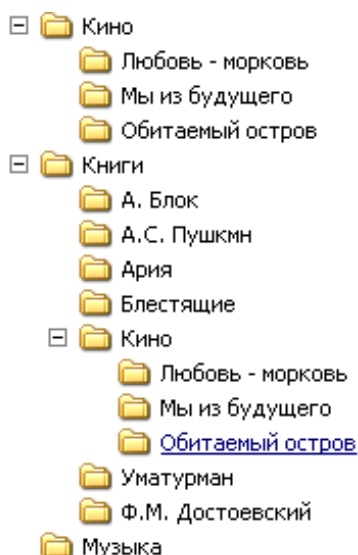 Кино
Любовь - морковь
Мы из будущего
Обитаемый остров
Книги
А. Блок
А.С. Пушкмн
Ария
Блестящие
Кино
Любовь - морковь
Мы из будущего
Обитаемый остров
Уматурман
Ф.М. Достоевский
Музыка